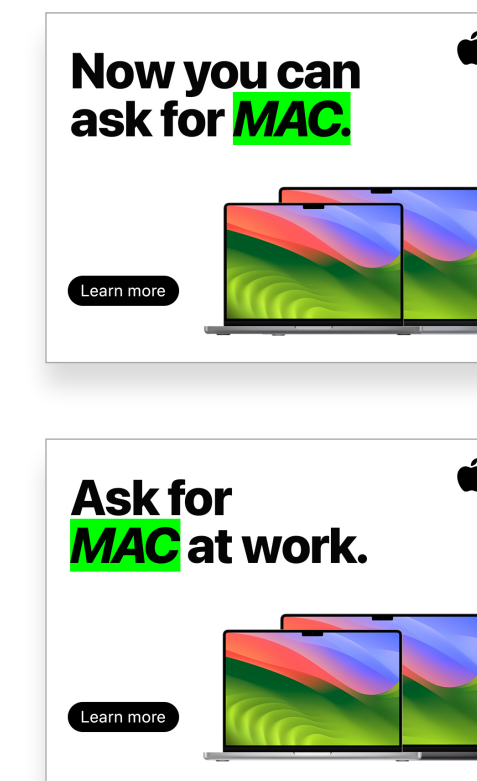 Now you can
ask for MAC.
Learn more
Ask for
MAC at work.
Learn more